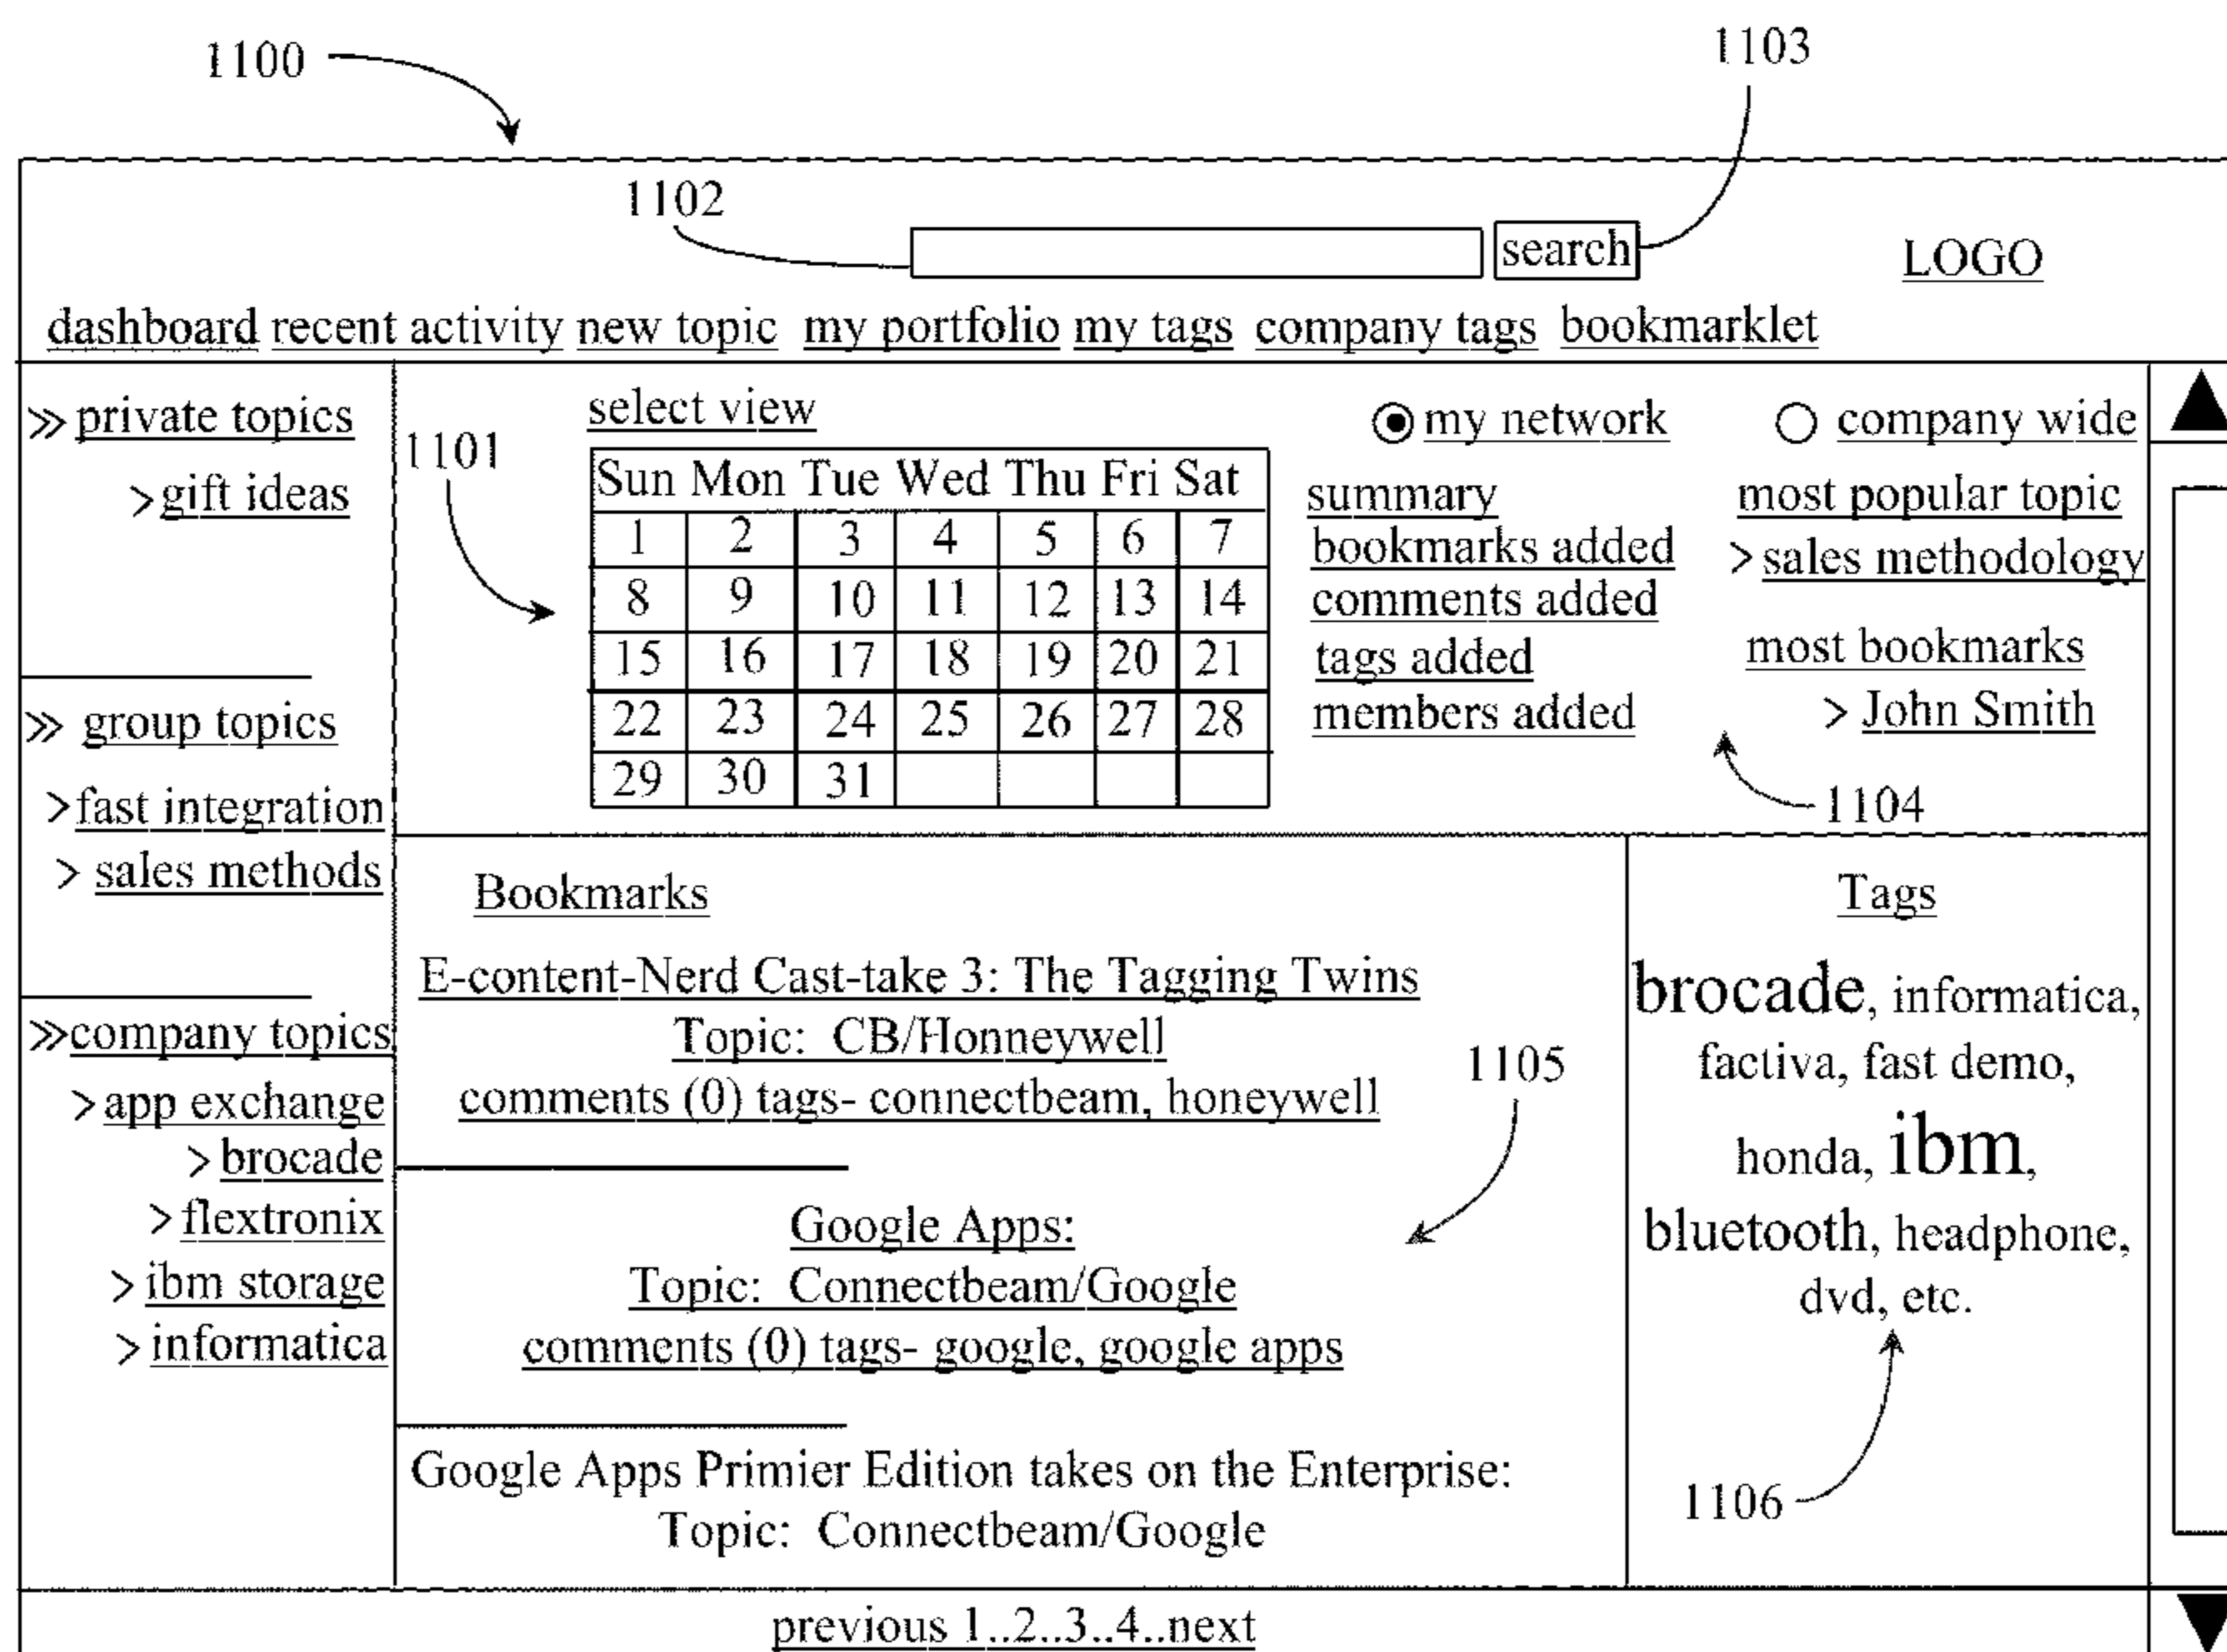 1100
1103
1102
search
LOGO
dashboard recent activity new topic my portfolio my tags company tags bookmarklet
>> private topics
> gift ideas
>> group topics
> fast integration
> sales methods
>> company topics
> app exchange
> brocade
> flextronix
> ibm storage
> informatica
1101
select view
Sun Mon Tue Wed Thu Fri Sat
1 2 3 4 5 6 7
8 9 10 11 12 13 14
15 16 17 18 19 20 21
22 23 24 25 26 27 28
29 30 31
my network
company wide
summary
bookmarks added
comments added
tags added
members added
most popular topic
> sales methodology
most bookmarks
> John Smith
1104
Bookmarks
E-content-Nerd Cast-take 3: The Tagging Twins
Topic: CB/Honneywell
comments (0) tags- connectbeam, honeywell
1105
Google Apps:
Topic: Connectbeam/Google
comments (0) tags- google, google apps
Google Apps Primier Edition takes on the Enterprise:
Topic: Connectbeam/Google
Tags
brocade, informatica,
factiva, fast demo,
honda, ibm,
bluetooth, headphone,
dvd, etc.
1106
previous 1..2..3..4..next